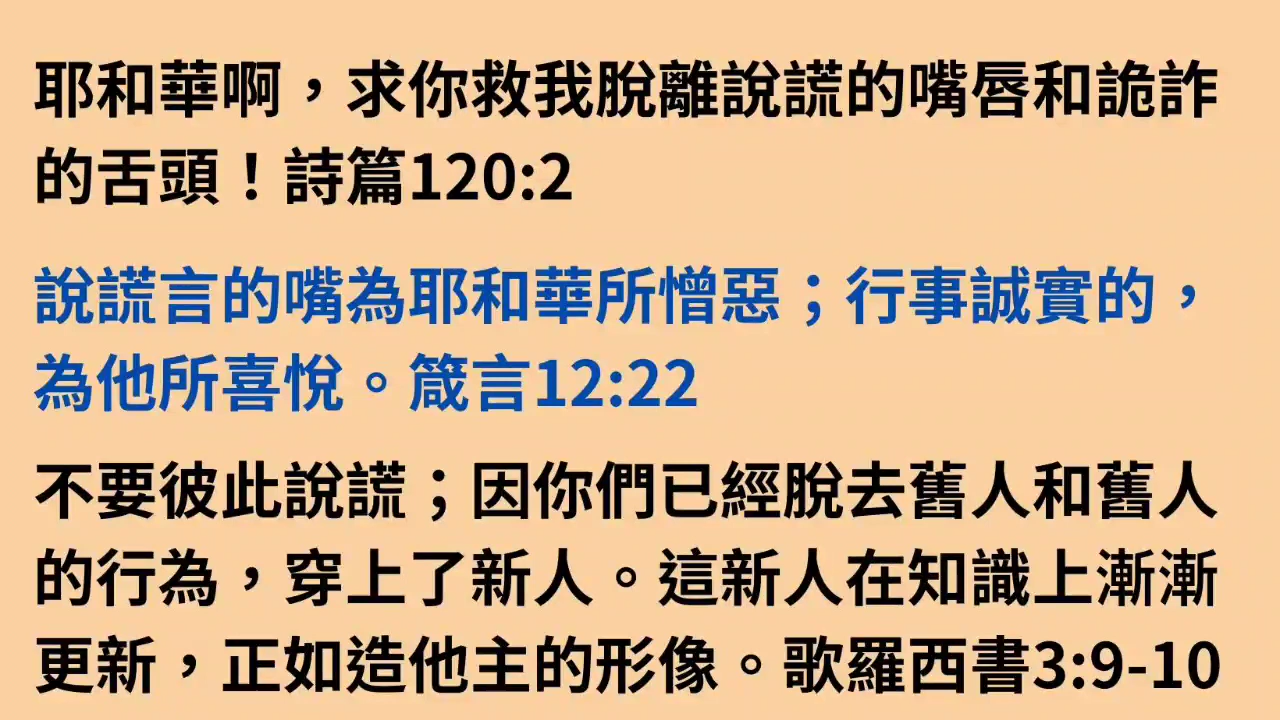 耶和華啊，求你救我脫離說謊的嘴唇和詭詐
的舌頭！詩篇120:2
說謊言的嘴為耶和華所憎惡；行事誠實的，
為他所喜悅。箴言12:22
不要彼此說謊；因你們已經脫去舊人和舊人
的行為，穿上了新人。這新人在知識上漸漸
更新，正如造他主的形像。歌羅西書3:9-10